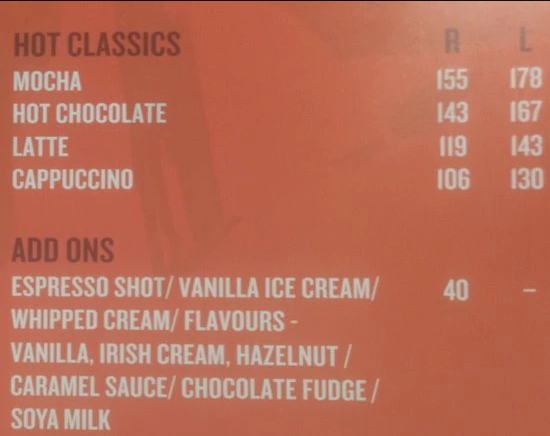 HOT CLASSICS R L
MOCHA 155 178
HOT CHOCOLATE 143 167
LATTE 119 143
CAPPUCCINO 106 130
ADD ONS
ESPRESSO SHOT/ VANILLA ICE CREAM/ 40 –
WHIPPED CREAM/ FLAVOURS -
VANILLA, IRISH CREAM, HAZELNUT /
CARAMEL SAUCE/ CHOCOLATE FUDGE /
SOYA MILK